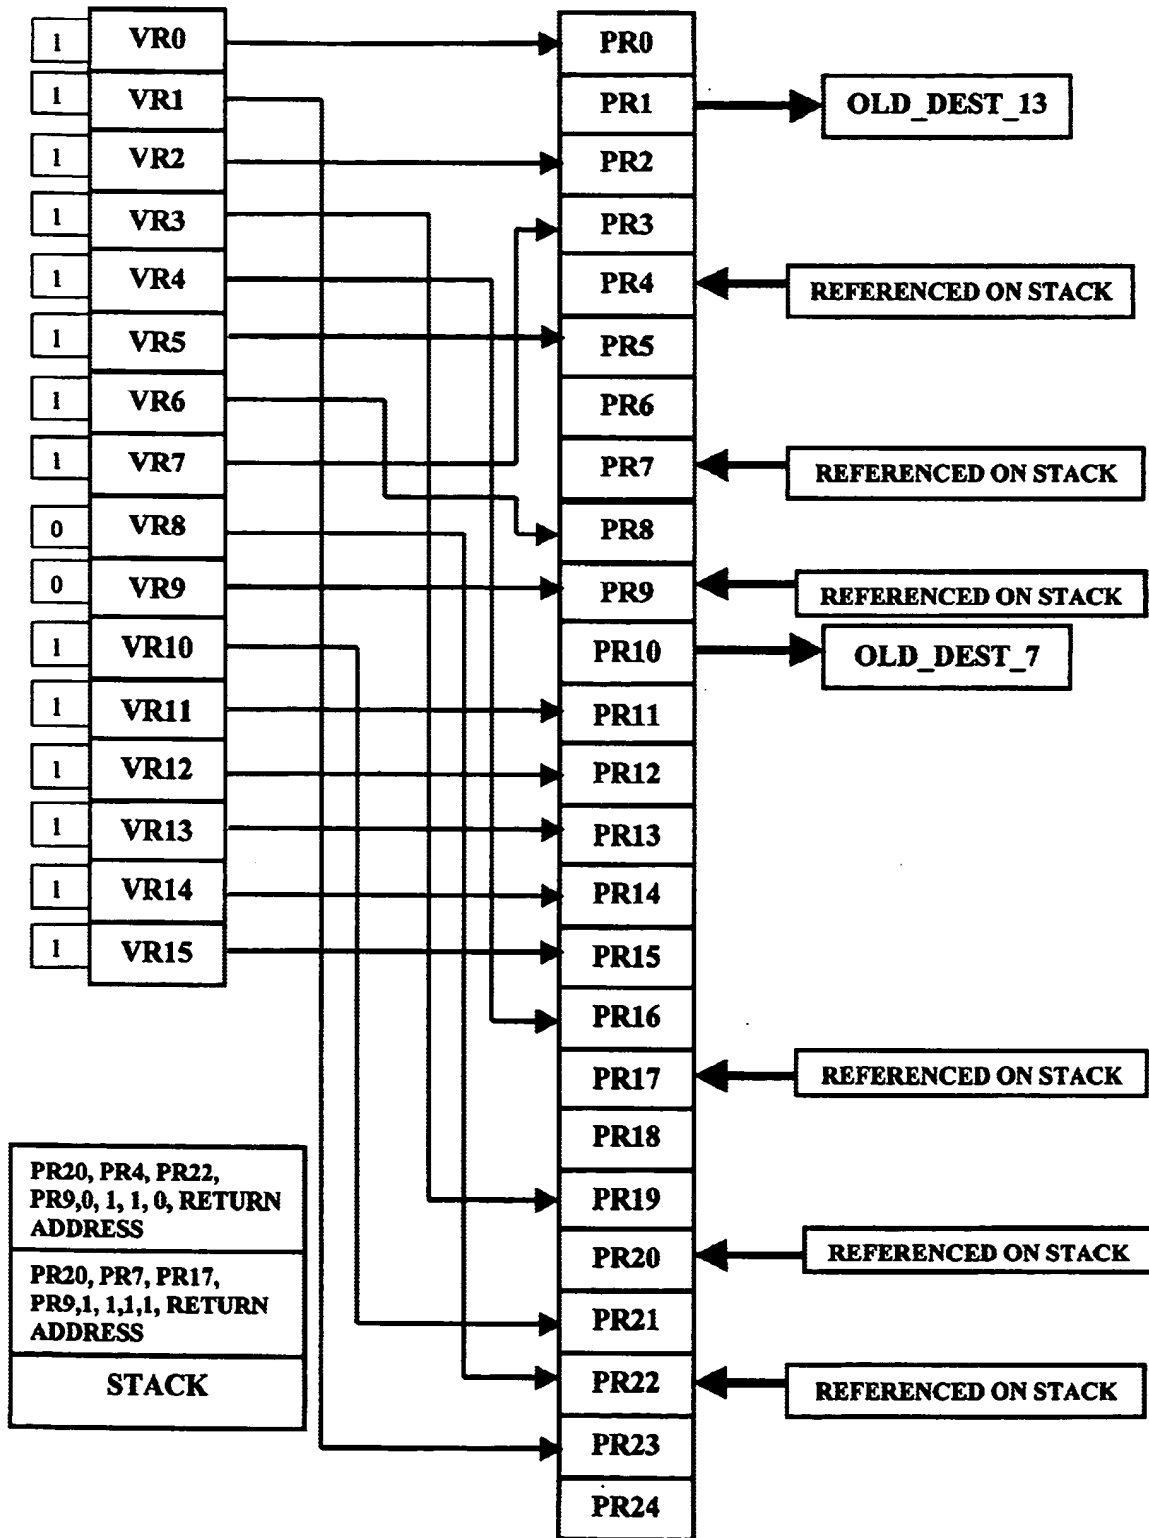 1 VR0 PR0
1 VR1 PR1 OLD_DEST_13
1 VR2 PR2
1 VR3 PR3
1 VR4 PR4 REFERENCED ON STACK
1 VR5 PR5
1 VR6 PR6
1 VR7 PR7 REFERENCED ON STACK
0 VR8 PR8
0 VR9 PR9 REFERENCED ON STACK
1 VR10 PR10 OLD_DEST_7
1 VR11 PR11
1 VR12 PR12
1 VR13 PR13
1 VR14 PR14
1 VR15 PR15
PR16
PR17 REFERENCED ON STACK
PR18
PR19
PR20 REFERENCED ON STACK
PR21
PR22 REFERENCED ON STACK
PR23
PR24
PR20, PR4, PR22,
PR9,0, 1, 1, 0, RETURN
ADDRESS
PR20, PR7, PR17,
PR9,1, 1,1,1, RETURN
ADDRESS
STACK